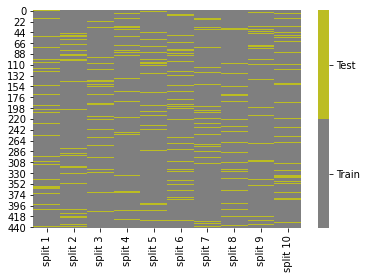 0
22
44
66
88
110
132
154
176
198
220
242
264
286
308
330
352
374
396
418
440
split 1
split 2
split 3
split 4
split 5
split 6
split 7
split 8
split 9
split 10
Test
Train